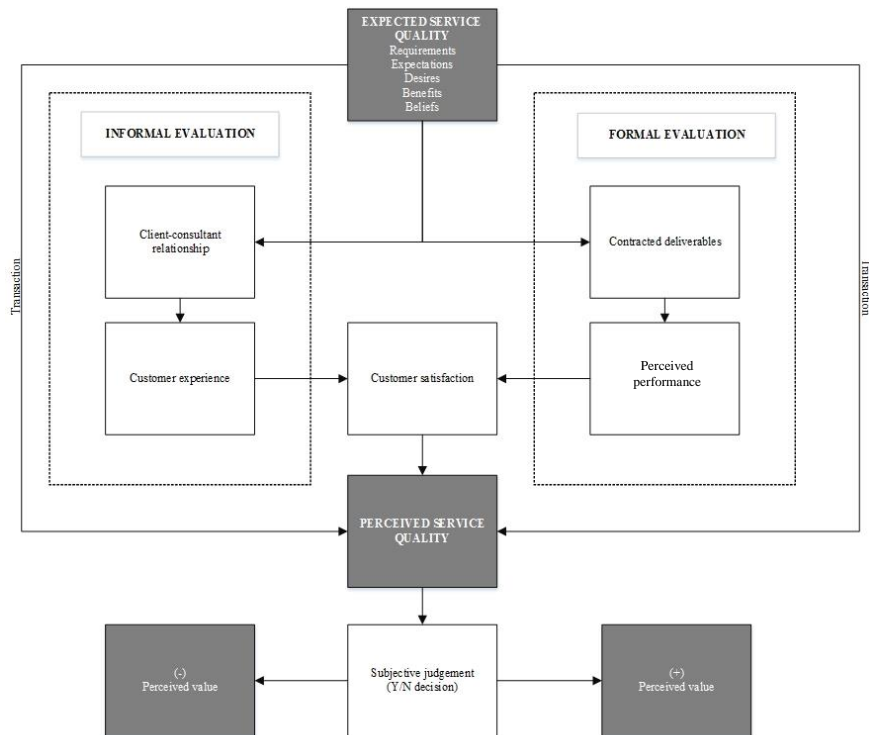 EXPECTED SERVICE
QUALITY
Requirements
Expectations
Desires
Benefits
Beliefs
INFORMAL EVALUATION
FORMAL EVALUATION
Client-consultant
relationship
Contracted deliverables
Transaction
Transaction
Customer experience
Customer satisfaction
Perceived
performance
PERCEIVED SERVICE
QUALITY
(-)
Perceived value
Subjective judgement
(Y/N decision)
(+)
Perceived value